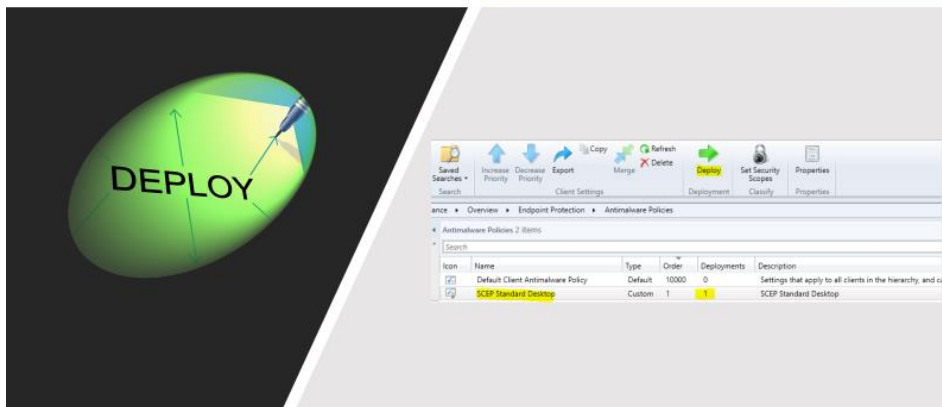 DEPLOY
Saved Searches
Increase Priority
Decrease Priority
Export
Copy
Merge
Refresh
Delete
Deploy
Set Security Scopes
Properties
Search
Client Settings
Deployment
Classify
Properties
ance ▸ Overview ▸ Endpoint Protection ▸ Antimalware Policies
Antimalware Policies 2 items
Search
Icon Name Type Order Deployments Description
Default Client Antimalware Policy Default 10000 0 Settings that apply to all clients in the hierarchy, and ca
SCEP Standard Desktop Custom 1 1 SCEP Standard Desktop